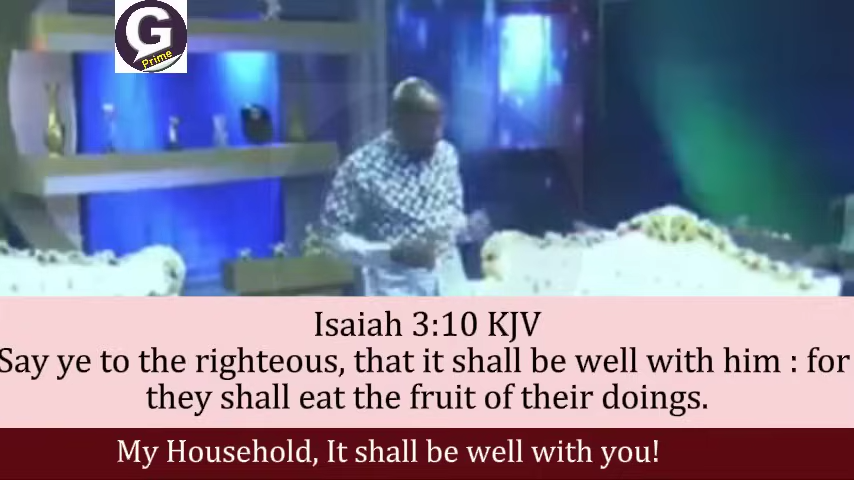 G
Prime
Isaiah 3:10 KJV
Say ye to the righteous, that it shall be well with him : for
they shall eat the fruit of their doings.
My Household, It shall be well with you!